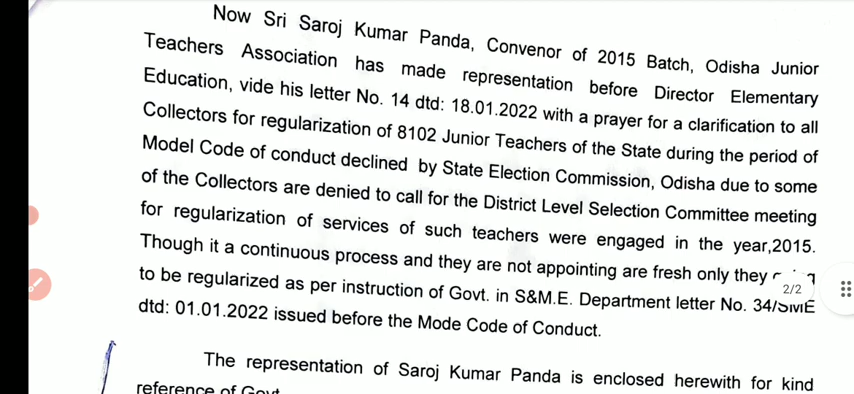 Now Sri Saroj Kumar Panda, Convenor of 2015 Batch, Odisha Junior
Teachers Association has made representation before Director Elementary
Education, vide his letter No. 14 dtd: 18.01.2022 with a prayer for a clarification to all
Collectors for regularization of 8102 Junior Teachers of the State during the period of
Model Code of conduct declined by State Election Commission, Odisha due to some
of the Collectors are denied to call for the District Level Selection Committee meeting
for regularization of services of such teachers were engaged in the year,2015.
Though it a continuous process and they are not appointing are fresh only they
2/2
to be regularized as per instruction of Govt. in S&M.E. Department letter No. 34/SME
dtd: 01.01.2022 issued before the Mode Code of Conduct.
The representation of Saroj Kumar Panda is enclosed herewith for kind
reference of Govt.